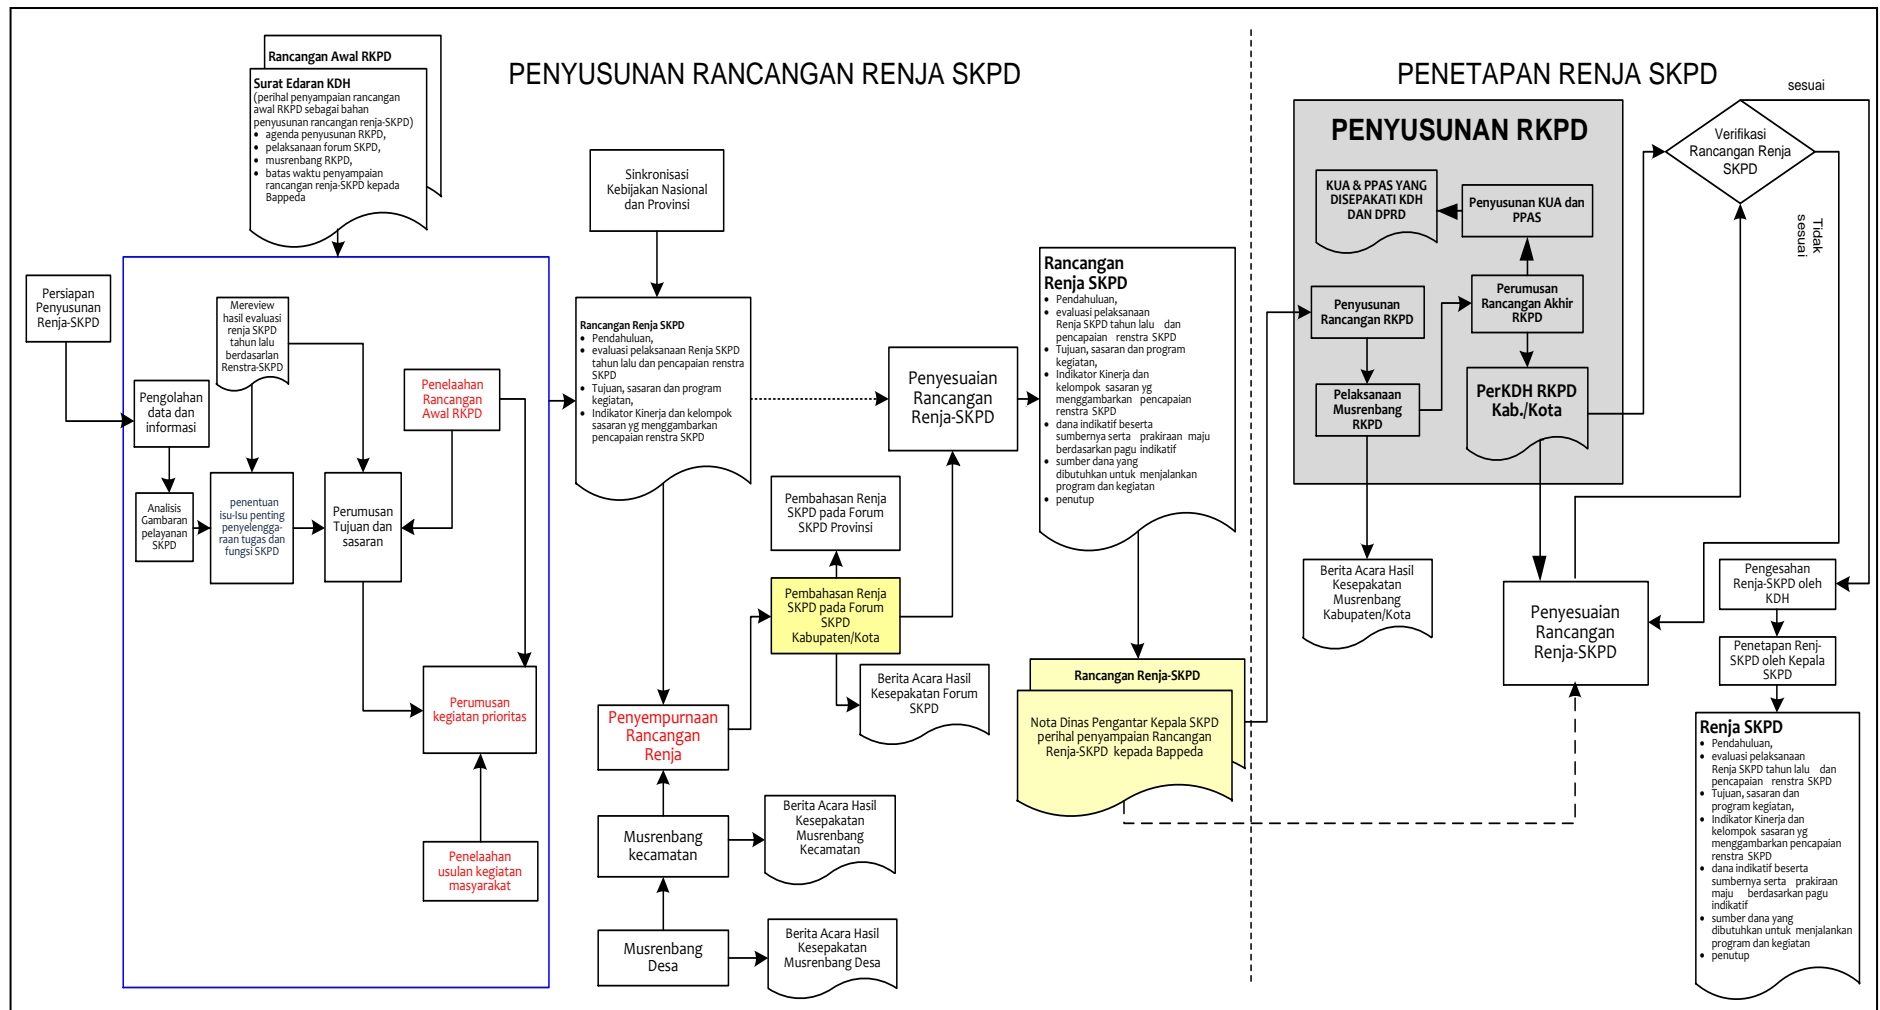 PENYUSUNAN RANCANGAN RENJA SKPD
PENETAPAN RENJA SKPD
Rancangan Awal RKPD
Surat Edaran KDH
(perihal penyampaian rancangan
awal RKPD sebagai bahan
penyusunan rancangan renja-SKPD)
• agenda penyusunan RKPD,
• pelaksanaan forum SKPD,
• musrenbang RKPD,
• batas waktu penyampaian
rancangan renja-SKPD kepada
Bappeda
Persiapan
Penyusunan
Renja-SKPD
Mereview
hasil evaluasi
renja SKPD
tahun lalu
berdasarlan
Renstra-SKPD
Pengolahan
data dan
informasi
Analisis
Gambaran
pelayanan
SKPD
penentuan
isu-Isu penting
penyelengga-
raan tugas dan
fungsi SKPD
Perumusan
Tujuan dan
sasaran
Penelaahan
Rancangan
Awal RKPD
Perumusan
kegiatan prioritas
Penelaahan
usulan kegiatan
masyarakat
Sinkronisasi
Kebijakan Nasional
dan Provinsi
Rancangan Renja SKPD
• Pendahuluan,
• evaluasi pelaksanaan Renja SKPD
tahun lalu dan pencapaian renstra
SKPD
• Tujuan, sasaran dan program
kegiatan,
• Indikator Kinerja dan kelompok
sasaran yg menggambarkan
pencapaian renstra SKPD
Penyempurnaan
Rancangan
Renja
Musrenbang
kecamatan
Musrenbang
Desa
Berita Acara Hasil
Kesepakatan
Musrenbang
Kecamatan
Berita Acara Hasil
Kesepakatan
Musrenbang Desa
Pembahasan Renja
SKPD pada Forum
SKPD Provinsi
Pembahasan Renja
SKPD pada Forum
SKPD
Kabupaten/Kota
Berita Acara Hasil
Kesepakatan Forum
SKPD
Penyesuaian
Rancangan
Renja-SKPD
Rancangan
Renja SKPD
• Pendahuluan,
• evaluasi pelaksanaan
Renja SKPD tahun lalu dan
pencapaian renstra SKPD
• Tujuan, sasaran dan program
kegiatan,
• Indikator Kinerja dan
kelompok sasaran yg
menggambarkan pencapaian
renstra SKPD
• dana indikatif beserta
sumbernya serta prakiraan maju
berdasarkan pagu indikatif
• sumber dana yang
dibutuhkan untuk menjalankan
program dan kegiatan
• penutup
Rancangan Renja-SKPD
Nota Dinas Pengantar Kepala SKPD
perihal penyampaian Rancangan
Renja-SKPD kepada Bappeda
PENYUSUNAN RKPD
KUA & PPAS YANG
DISEPAKATI KDH
DAN DPRD
Penyusunan KUA dan
PPAS
Penyusunan
Rancangan RKPD
Perumusan
Rancangan Akhir
RKPD
Pelaksanaan
Musrenbang
RKPD
PerKDH RKPD
Kab./Kota
Berita Acara Hasil
Kesepakatan
Musrenbang
Kabupaten/Kota
Penyesuaian
Rancangan
Renja-SKPD
sesuai
Verifikasi
Rancangan Renja
SKPD
Tidak
sesuai
Pengesahan
Renja-SKPD oleh
KDH
Penetapan Renj-
SKPD oleh Kepala
SKPD
Renja SKPD
• Pendahuluan,
• evaluasi pelaksanaan
Renja SKPD tahun lalu dan
pencapaian renstra SKPD
• Tujuan, sasaran dan
program kegiatan,
• Indikator Kinerja dan
kelompok sasaran yg
menggambarkan pencapaian
renstra SKPD
• dana indikatif beserta
sumbernya serta prakiraan
maju berdasarkan pagu
indikatif
• sumber dana yang
dibutuhkan untuk menjalankan
program dan kegiatan
• penutup